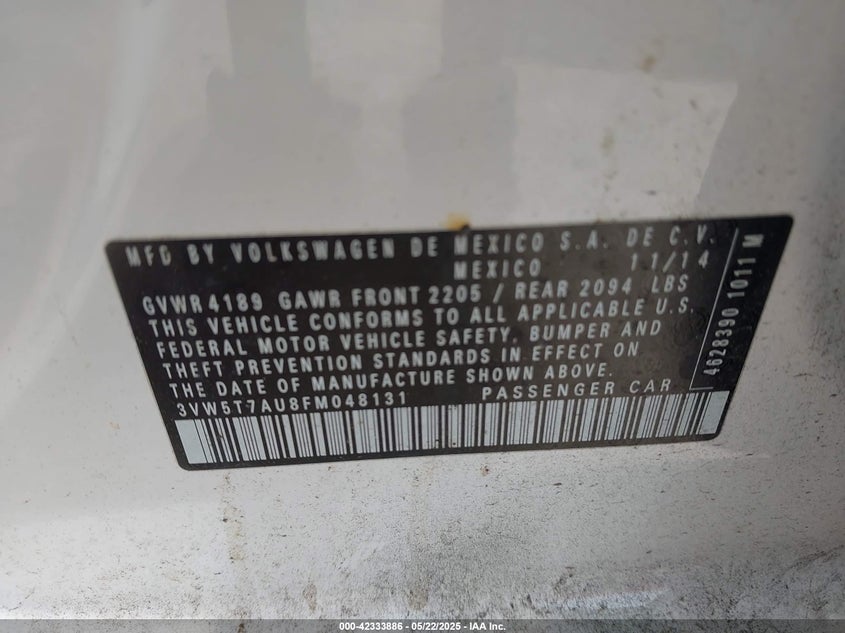 MFD BY VOLKSWAGEN DE MEXICO S.A. DE C.V.
MEXICO 11/14
GVWR 4189 GAWR FRONT 2205 / REAR 2094 LBS
THIS VEHICLE CONFORMS TO ALL APPLICABLE U.S.
FEDERAL MOTOR VEHICLE SAFETY, BUMPER AND
THEFT PREVENTION STANDARDS IN EFFECT ON
THE DATE OF MANUFACTURE SHOWN ABOVE.
3VW5T7AU8FM048131 PASSENGER CAR
4628390 1011 M
000-42333886 - 05/22/2025 - IAA Inc.